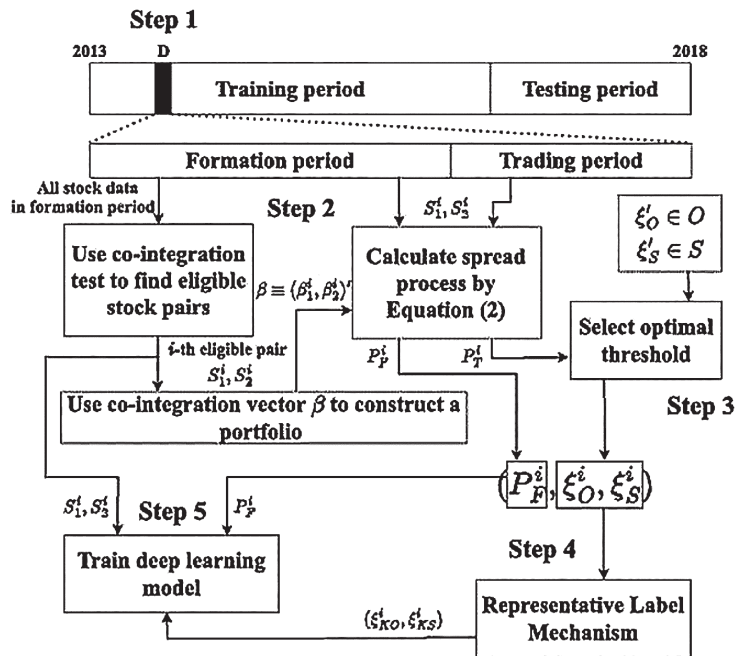 Step 1
2013 D 2018
Training period Testing period
Formation period Trading period
All stock data
in formation period
Step 2
S₁ⁱ, S₂ⁱ
ξ'_O ∈ O
ξ'_S ∈ S
Use co-integration
test to find eligible
stock pairs
β ≡ (β₁ⁱ, β₂ⁱ)'
Calculate spread
process by
Equation (2)
Select optimal
threshold
i-th eligible pair
S₁ⁱ, S₂ⁱ
P_Fⁱ
P_Tⁱ
Use co-integration vector β to construct a
portfolio
Step 3
(P_Fⁱ, ξ_Oⁱ, ξ_Sⁱ)
S₁ⁱ, S₂ⁱ
Step 5
P_Fⁱ
Train deep learning
model
Step 4
Representative Label
Mechanism
(ξ_KOⁱ, ξ_KSⁱ)